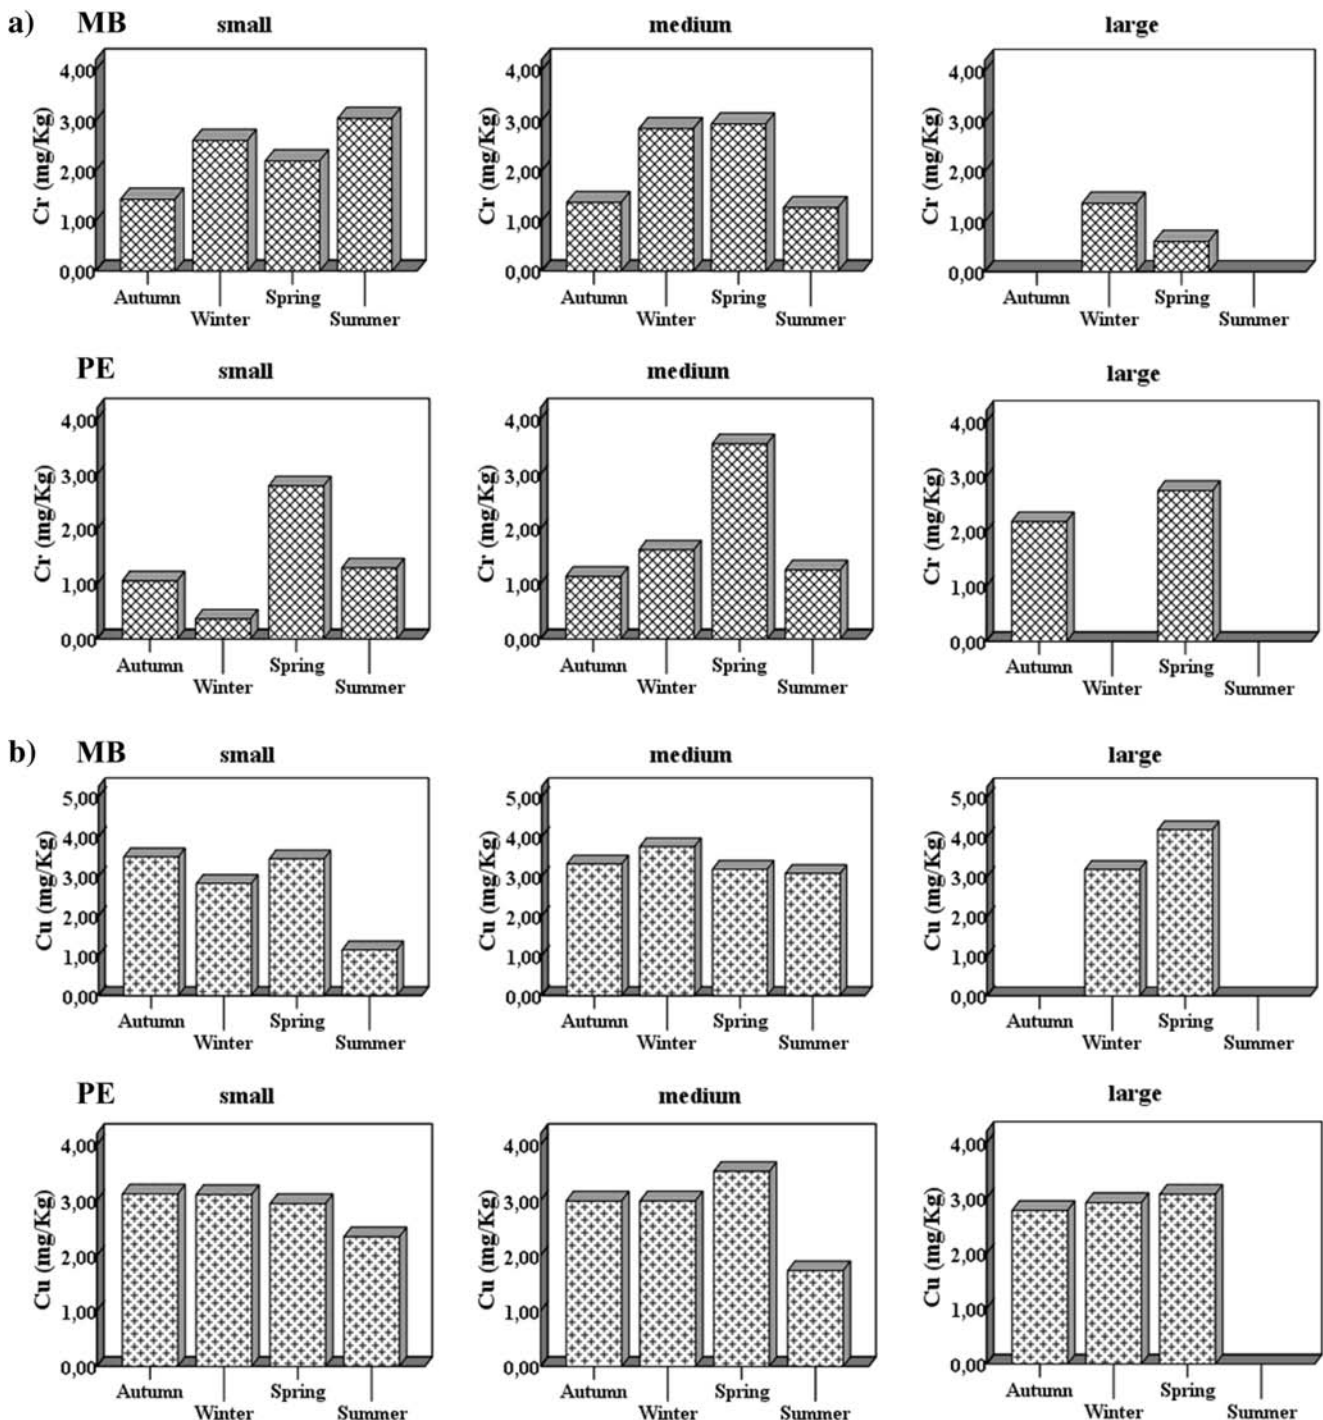 a) MB small medium large
4,00 4,00 4,00
3,00 3,00 3,00
2,00 2,00 2,00
1,00 1,00 1,00
0,00 0,00 0,00
Cr (mg/Kg) Cr (mg/Kg) Cr (mg/Kg)
Autumn Spring Autumn Spring Autumn Spring
Winter Summer Winter Summer Winter Summer
PE small medium large
4,00 4,00 4,00
3,00 3,00 3,00
2,00 2,00 2,00
1,00 1,00 1,00
0,00 0,00 0,00
Cr (mg/Kg) Cr (mg/Kg) Cr (mg/Kg)
Autumn Spring Autumn Spring Autumn Spring
Winter Summer Winter Summer Winter Summer
b) MB small medium large
5,00 5,00 5,00
4,00 4,00 4,00
3,00 3,00 3,00
2,00 2,00 2,00
1,00 1,00 1,00
0,00 0,00 0,00
Cu (mg/Kg) Cu (mg/Kg) Cu (mg/Kg)
Autumn Spring Autumn Spring Autumn Spring
Winter Summer Winter Summer Winter Summer
PE small medium large
4,00 4,00 4,00
3,00 3,00 3,00
2,00 2,00 2,00
1,00 1,00 1,00
0,00 0,00 0,00
Cu (mg/Kg) Cu (mg/Kg) Cu (mg/Kg)
Autumn Spring Autumn Spring Autumn Spring
Winter Summer Winter Summer Winter Summer